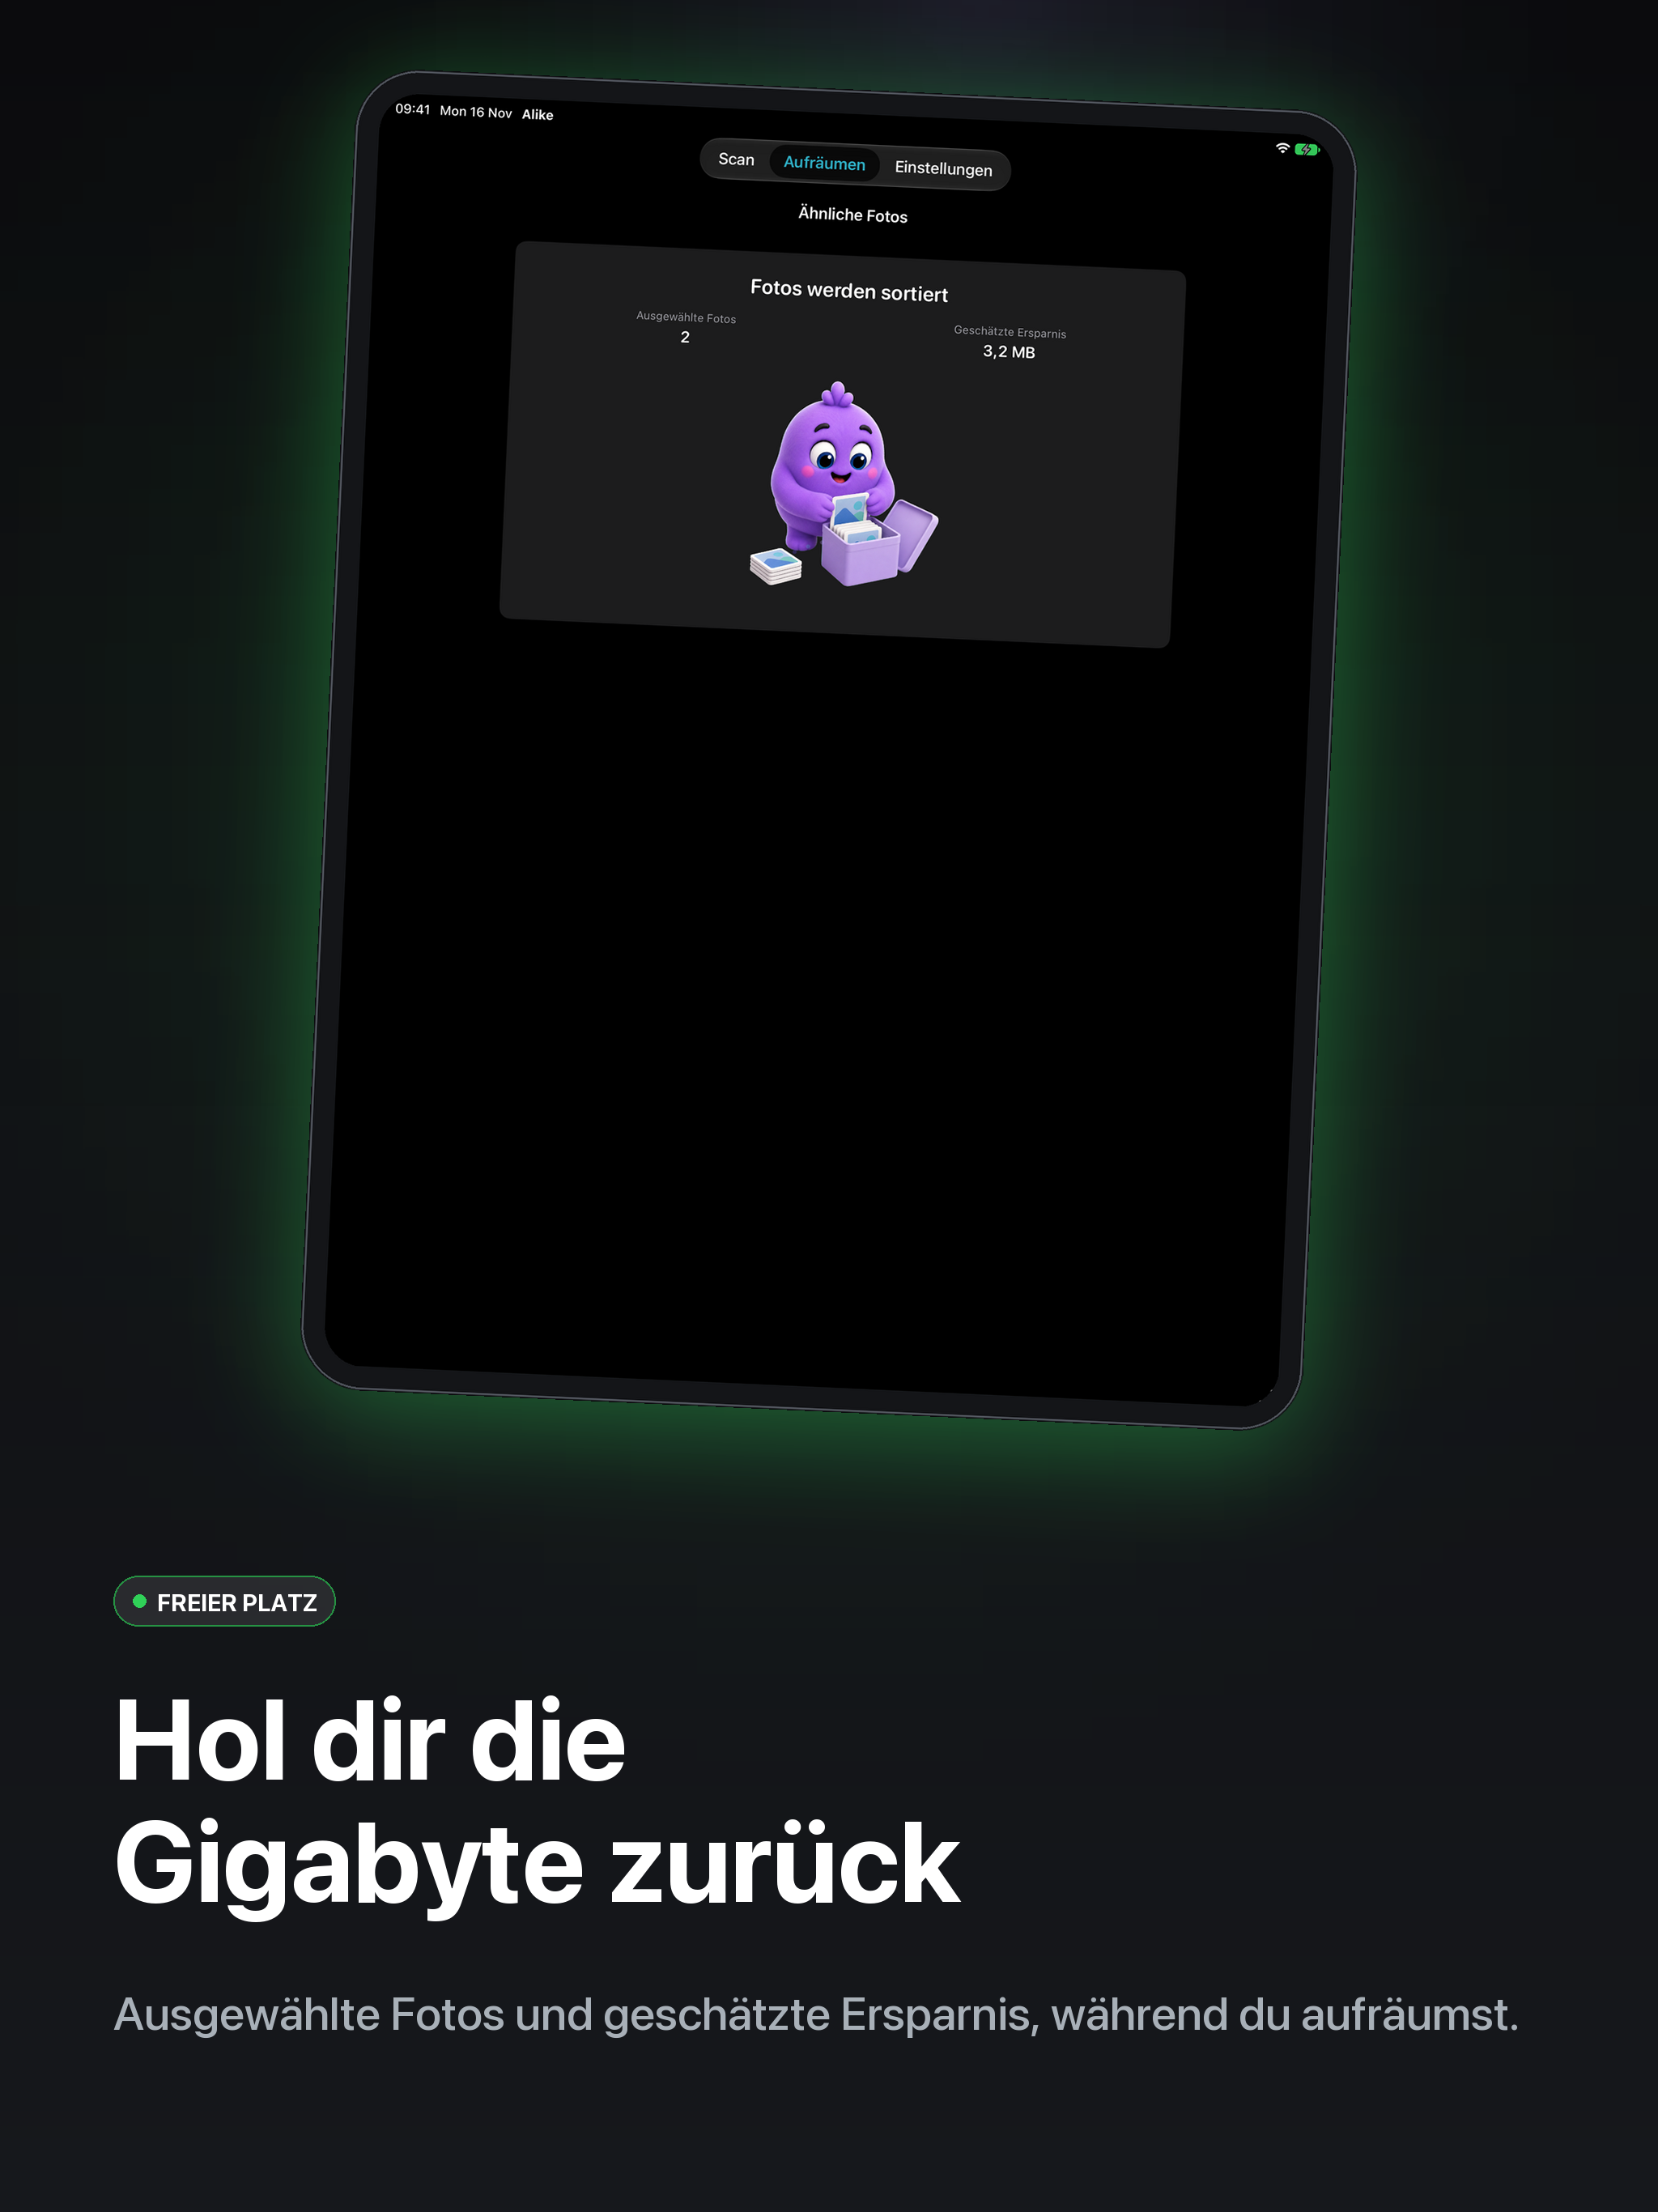 09:41 Mon 16 Nov Alike
Scan Aufräumen Einstellungen
Ähnliche Fotos
Fotos werden sortiert
Ausgewählte Fotos
2
Geschätzte Ersparnis
3,2 MB
FREIER PLATZ
Hol dir die
Gigabyte zurück
Ausgewählte Fotos und geschätzte Ersparnis, während du aufräumst.